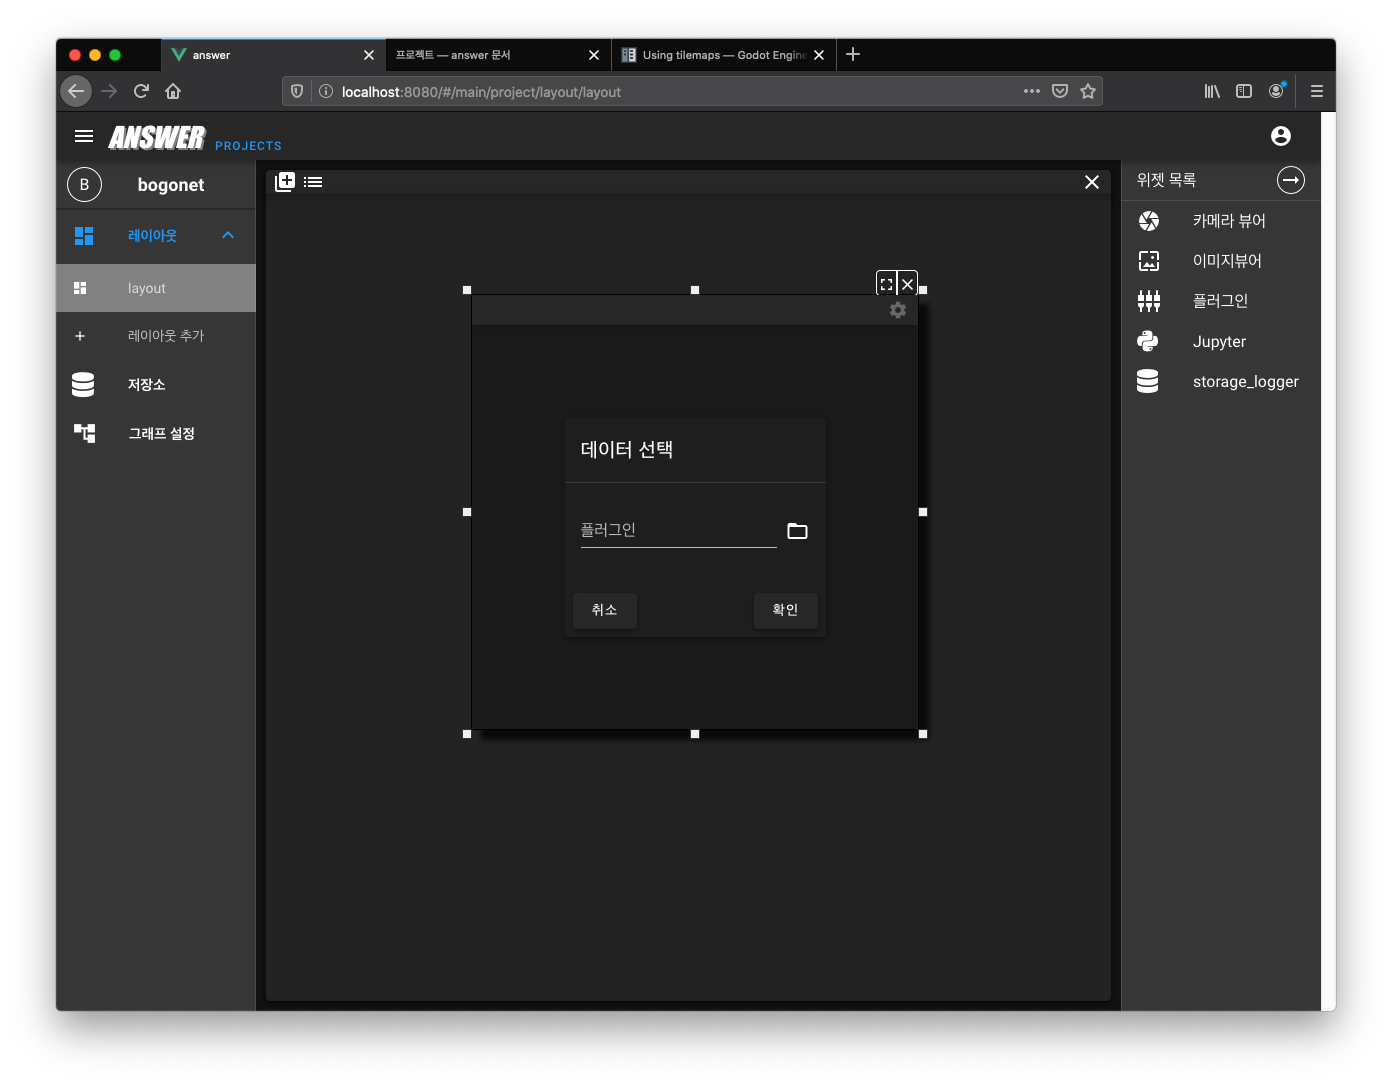 answer
프로젝트 — answer 문서
Using tilemaps — Godot Engine
localhost:8080/#/main/project/layout/layout
ANSWER PROJECTS
B bogonet
레이아웃
layout
레이아웃 추가
저장소
그래프 설정
데이터 선택
플러그인
취소 확인
위젯 목록
카메라 뷰어
이미지뷰어
플러그인
Jupyter
storage_logger